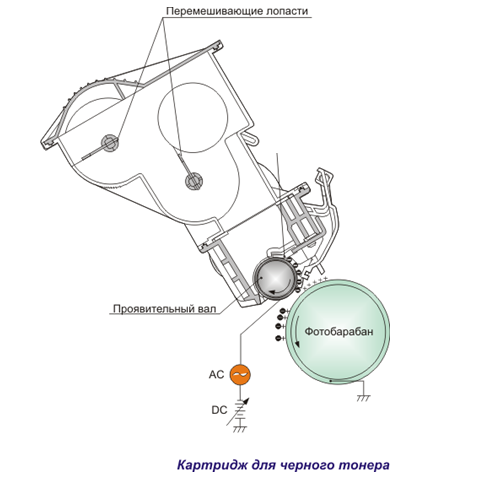 Перемешивающие лопасти
Проявительный вал
Фотобарабан
AC
DC
Картридж для черного тонера